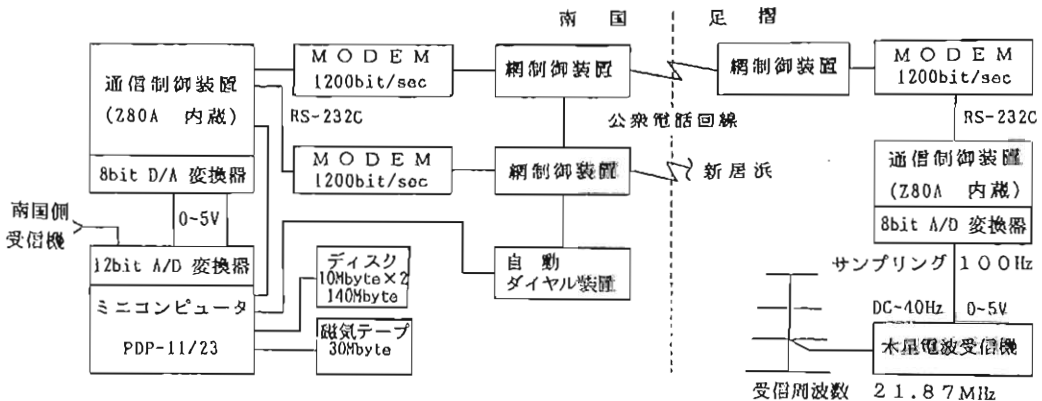 南国
足摺
通信制御装置
(Z80A 内蔵)
8bit D/A 変換器
MODEM
1200bit/sec
網制御装置
網制御装置
MODEM
1200bit/sec
RS-232C
公衆電話回線
RS-232C
MODEM
1200bit/sec
網制御装置
新居浜
通信制御装置
(Z80A 内蔵)
8bit A/D 変換器
南国側
受信機
0~5V
12bit A/D 変換器
ミニコンピュータ
PDP-11/23
ディスク
10Mbyte×2
140Mbyte
磁気テープ
30Mbyte
自動
ダイヤル装置
サンプリング 100Hz
DC~40Hz 0~5V
木星電波受信機
受信周波数 21.87MHz